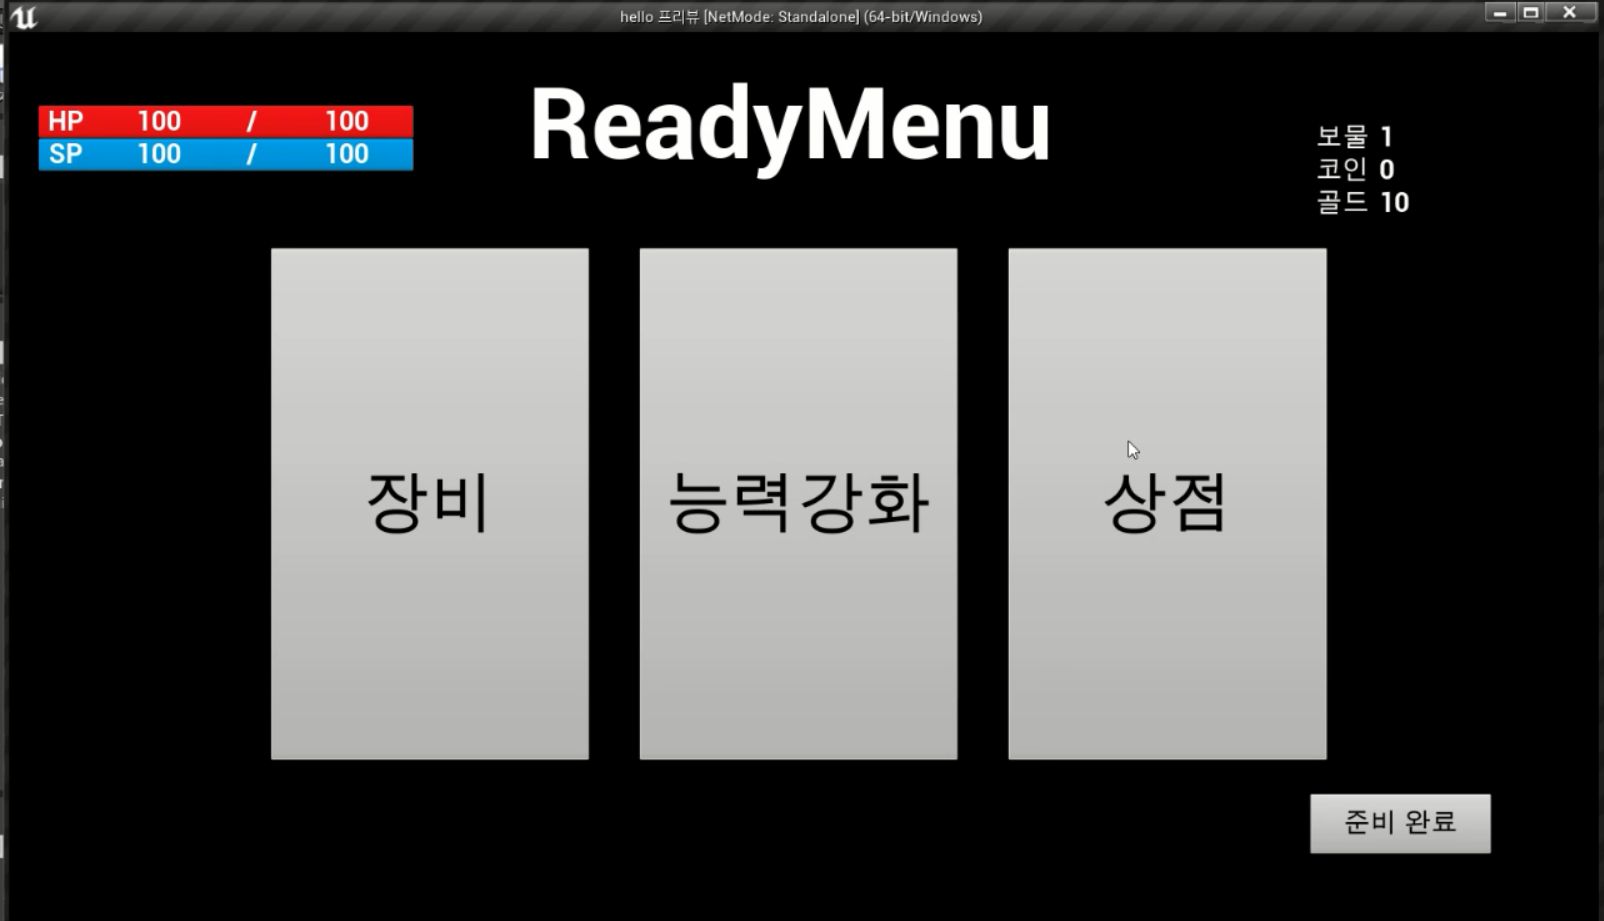 hello 프리뷰 [NetMode: Standalone] (64-bit/Windows)
ReadyMenu
HP 100 / 100
SP 100 / 100
보물 1
코인 0
골드 10
장비
능력강화
상점
준비 완료